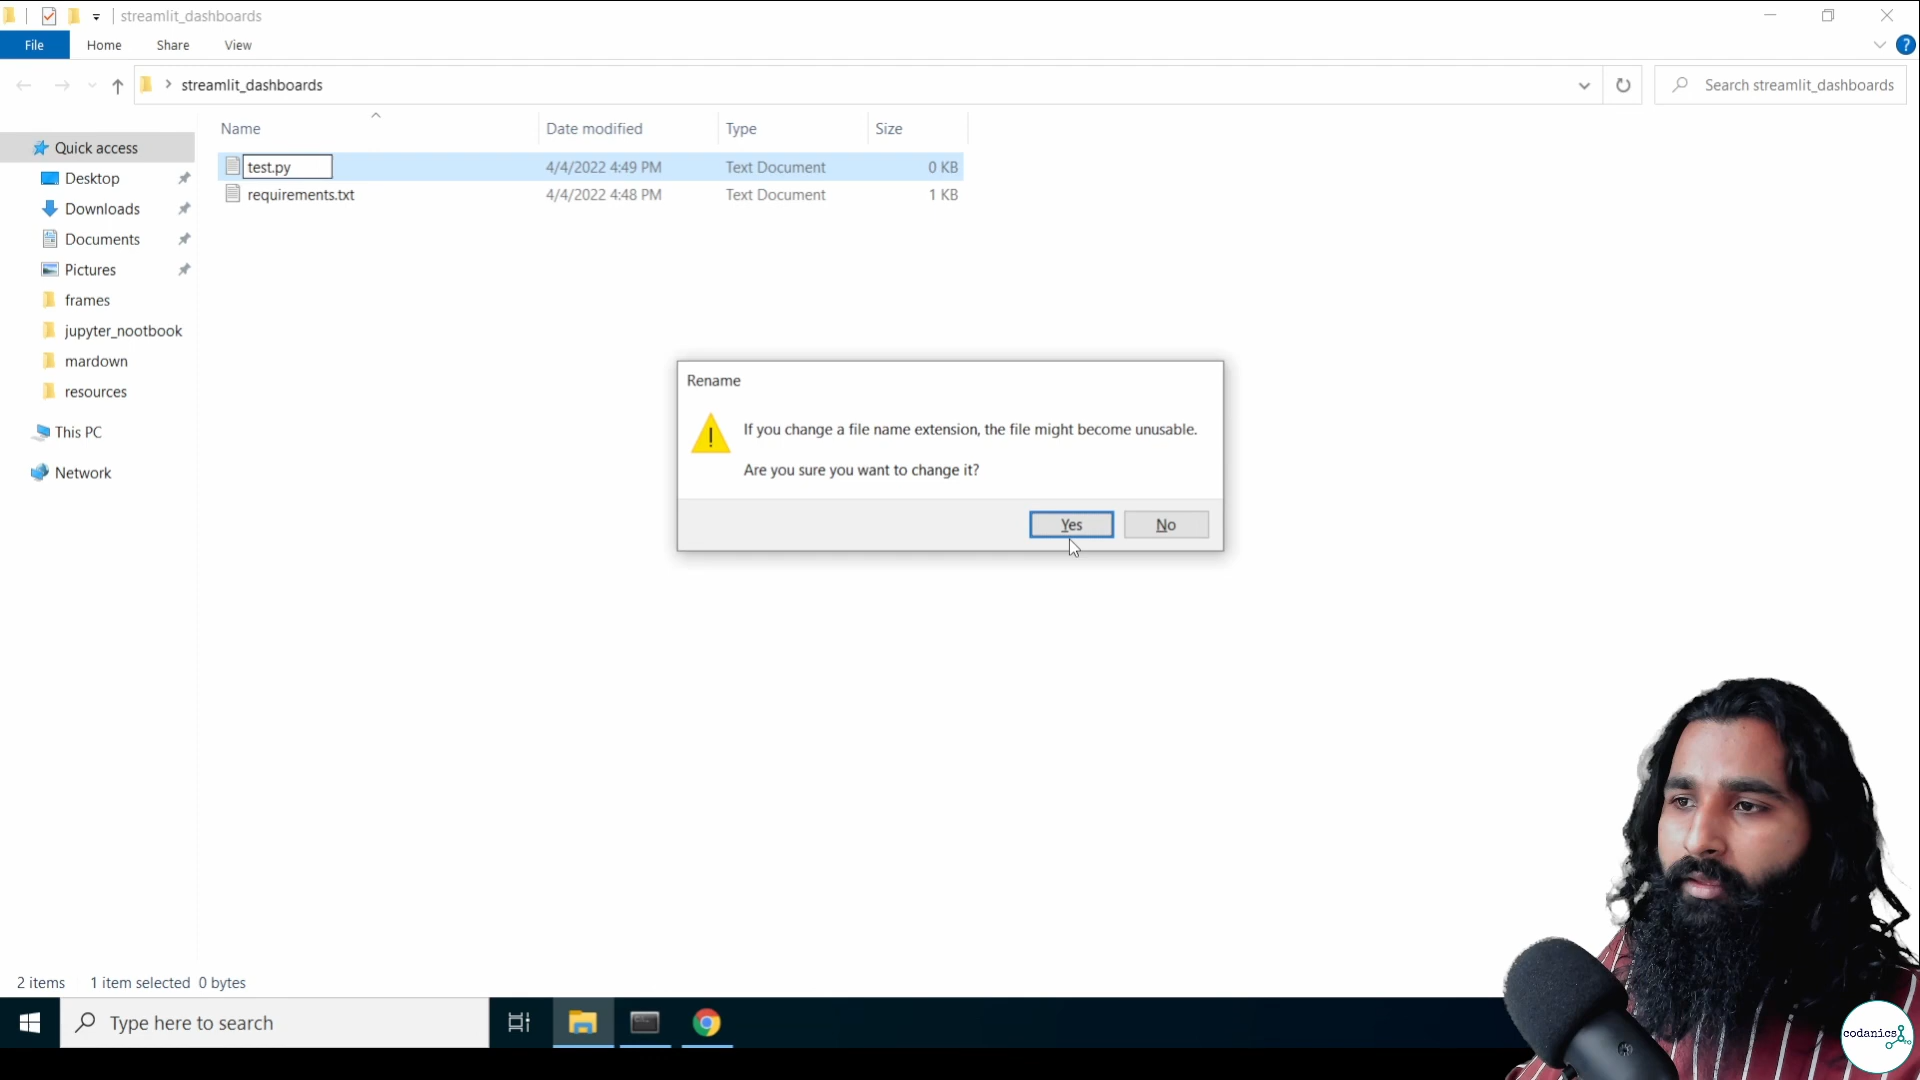 streamlit_dashboards
File
Home
Share
View
?
streamlit_dashboards
Search streamlit_dashboards
Name
Date modified
Type
Size
test.py
4/4/2022 4:49 PM
Text Document
0 KB
requirements.txt
4/4/2022 4:48 PM
Text Document
1 KB
Quick access
Desktop
Downloads
Documents
Pictures
frames
jupyter_nootbook
mardown
resources
This PC
Network
Rename
If you change a file name extension, the file might become unusable.
Are you sure you want to change it?
Yes
No
2 items
1 item selected 0 bytes
Type here to search
codanics